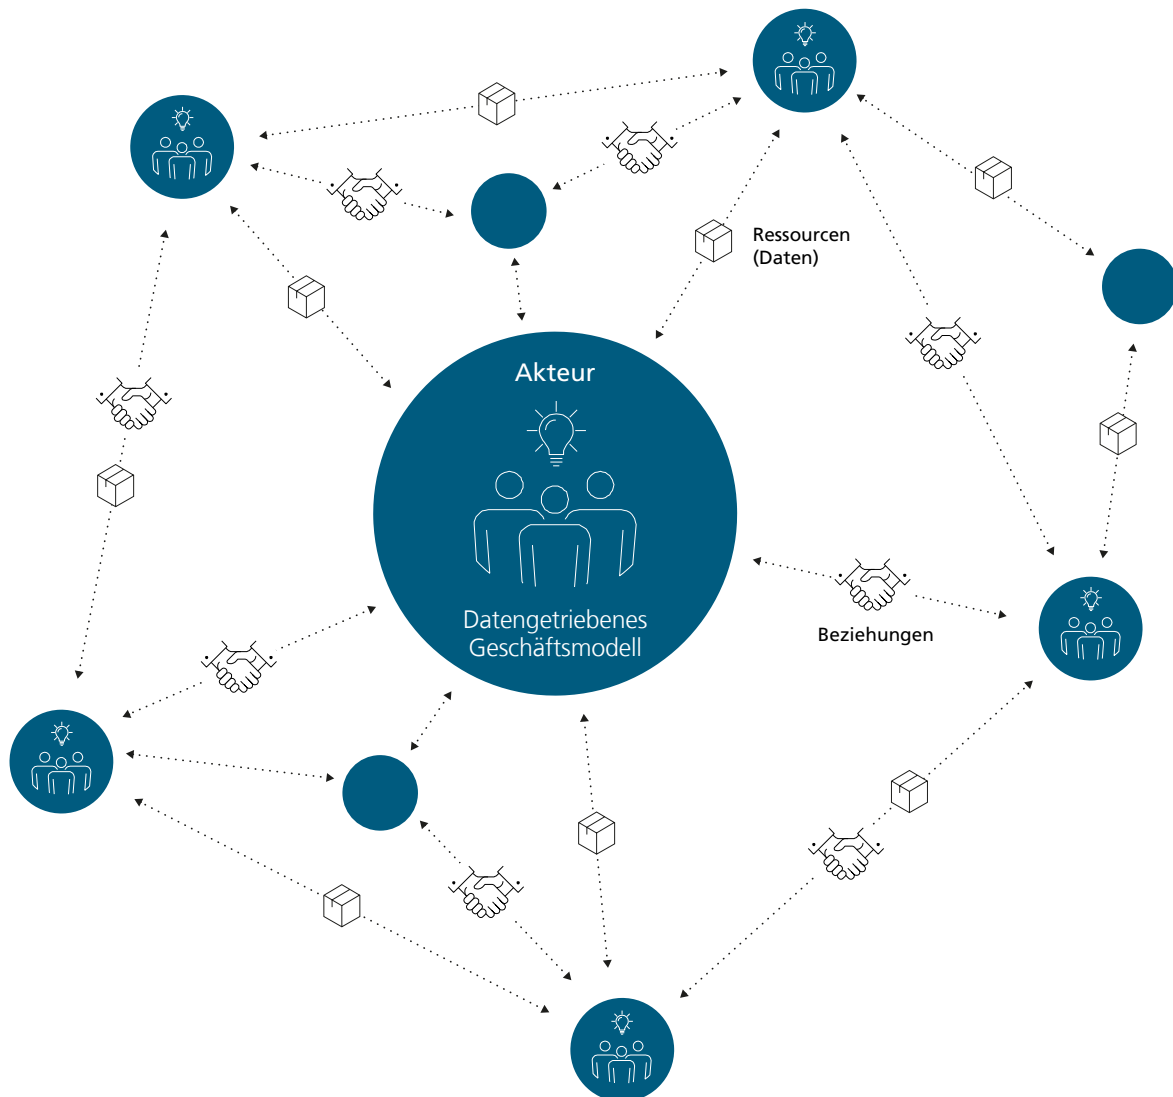 Ressourcen
(Daten)
Akteur
Datengetriebenes
Geschäftsmodell
Beziehungen